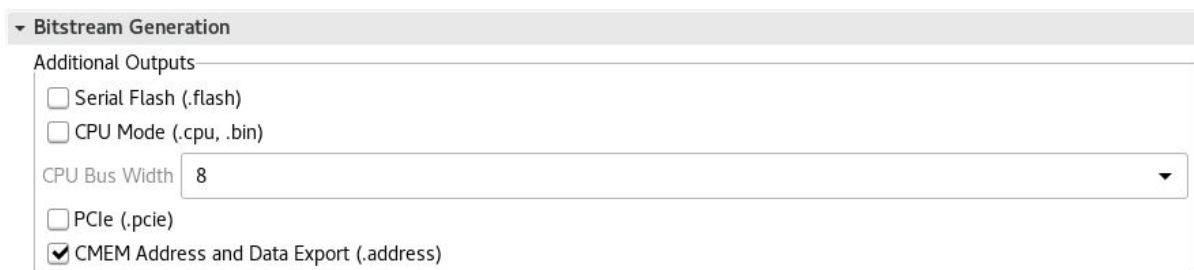 Bitstream Generation
Additional Outputs
Serial Flash (.flash)
CPU Mode (.cpu, .bin)
CPU Bus Width 8
PCIe (.pcie)
CMEM Address and Data Export (.address)